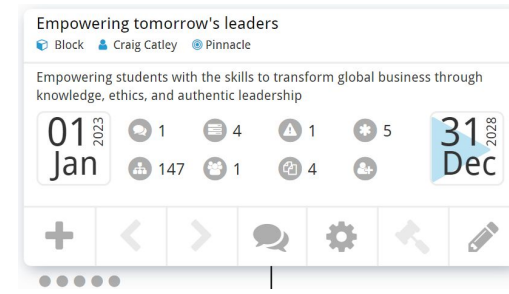 Empowering tomorrow's leaders
Block Craig Catley Pinnacle
Empowering students with the skills to transform global business through
knowledge, ethics, and authentic leadership
01 Jan 2023
1 4 1 5
147 1 4
31 Dec 2028